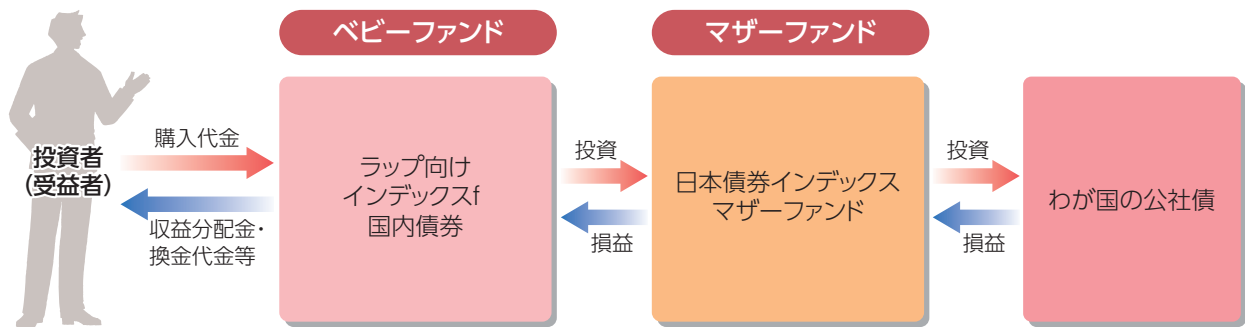 ベビーファンド
マザーファンド
投資者
(受益者)
購入代金
収益分配金・
換金代金等
ラップ向け
インデックスf
国内債券
投資
損益
日本債券インデックス
マザーファンド
投資
損益
わが国の公社債